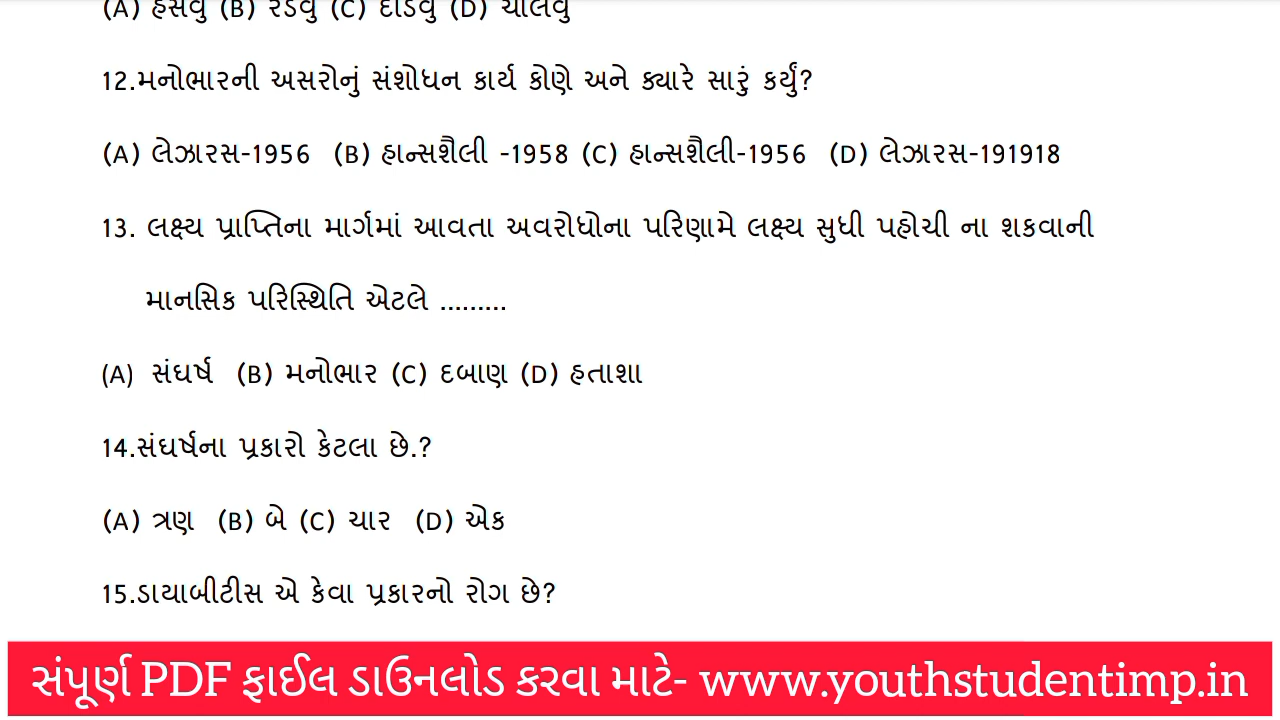 (A) હસવું (B) રડવું (C) દોડવું (D) ચાલવું
12.મનોભારની અસરોનું સંશોધન કાર્ય કોણે અને ક્યારે સારું કર્યું?
(A) લેઝારસ-1956 (B) હાન્સશૈલી -1958 (C) હાન્સશૈલી-1956 (D) લેઝારસ-191918
13. લક્ષ્ય પ્રાપ્તિના માર્ગમાં આવતા અવરોધોના પરિણામે લક્ષ્ય સુધી પહોચી ના શકવાની
માનસિક પરિસ્થિતિ એટલે .........
(A) સંઘર્ષ (B) મનોભાર (C) દબાણ (D) હતાશા
14.સંઘર્ષના પ્રકારો કેટલા છે.?
(A) ત્રણ (B) બે (C) ચાર (D) એક
15.ડાયાબીટીસ એ કેવા પ્રકારનો રોગ છે?
સંપૂર્ણ PDF ફાઈલ ડાઉનલોડ કરવા માટે- www.youthstudentimp.in